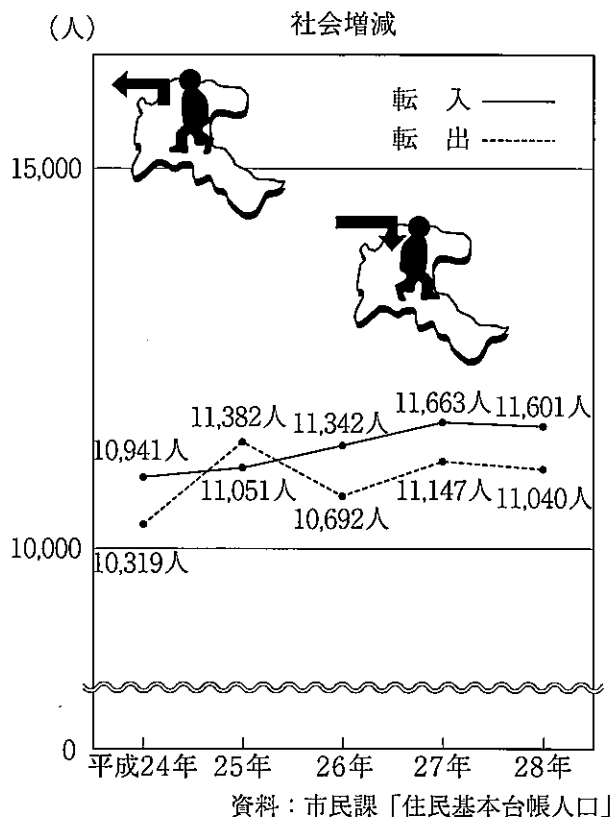 (人)
社会増減
転入
転出
15,000
11,663人
11,601人
11,382人
11,342人
10,941人
11,051人
10,692人
11,147人
11,040人
10,000
10,319人
0
平成24年 25年 26年 27年 28年
資料：市民課「住民基本台帳人口」